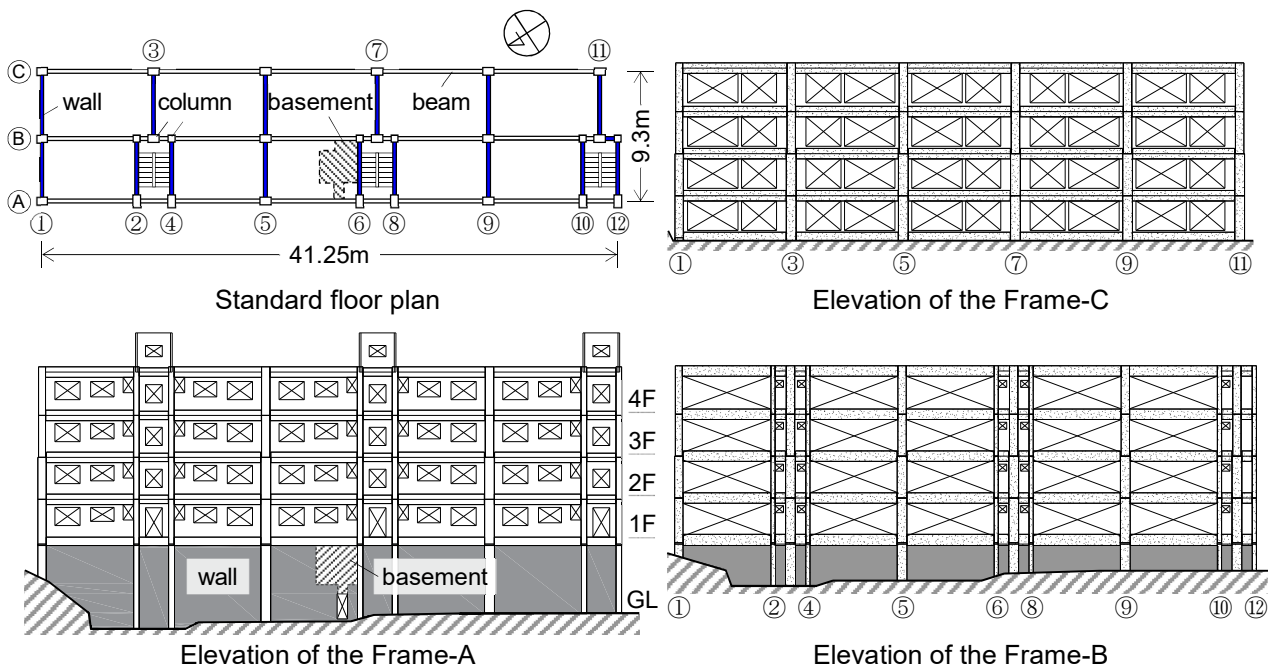 ③ ⑦ ⑪
Ⓒ
wall column basement beam
Ⓑ
9.3m
Ⓐ
① ② ④ ⑤ ⑥ ⑧ ⑨ ⑩ ⑫
41.25m
Standard floor plan
① ③ ⑤ ⑦ ⑨ ⑪
Elevation of the Frame-C
4F
3F
2F
1F
wall basement
GL
Elevation of the Frame-A
① ② ④ ⑤ ⑥ ⑧ ⑨ ⑩ ⑫
Elevation of the Frame-B